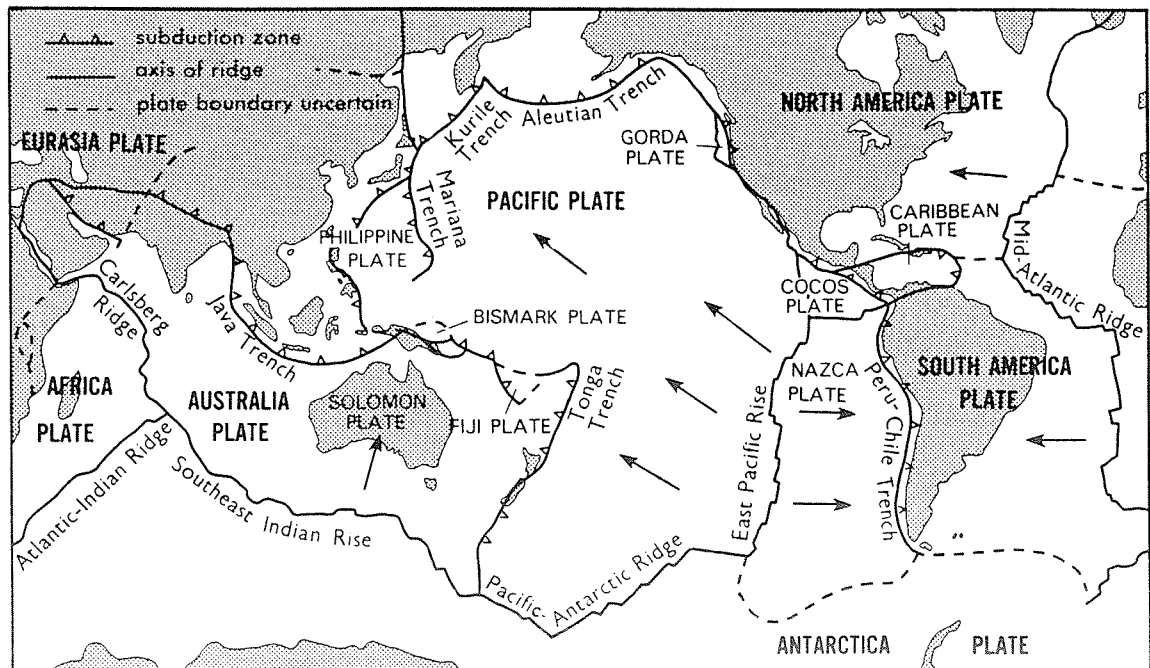 subduction zone
axis of ridge
plate boundary uncertain
EURASIA PLATE
Kurile
Trench
Aleutian Trench
NORTH AMERICA PLATE
GORDA
PLATE
Mariana
Trench
PACIFIC PLATE
PHILIPPINE
PLATE
CARIBBEAN
PLATE
Mid-Atlantic Ridge
COCOS
PLATE
Carlsberg
Ridge
Java
Trench
BISMARK PLATE
AFRICA
PLATE
AUSTRALIA
PLATE
SOLOMON
PLATE
FIJI PLATE
Tonga
Trench
NAZCA
PLATE
Peru-Chile Trench
SOUTH AMERICA
PLATE
East Pacific Rise
Atlantic-Indian Ridge
Southeast Indian Rise
Pacific-Antarctic Ridge
ANTARCTICA PLATE